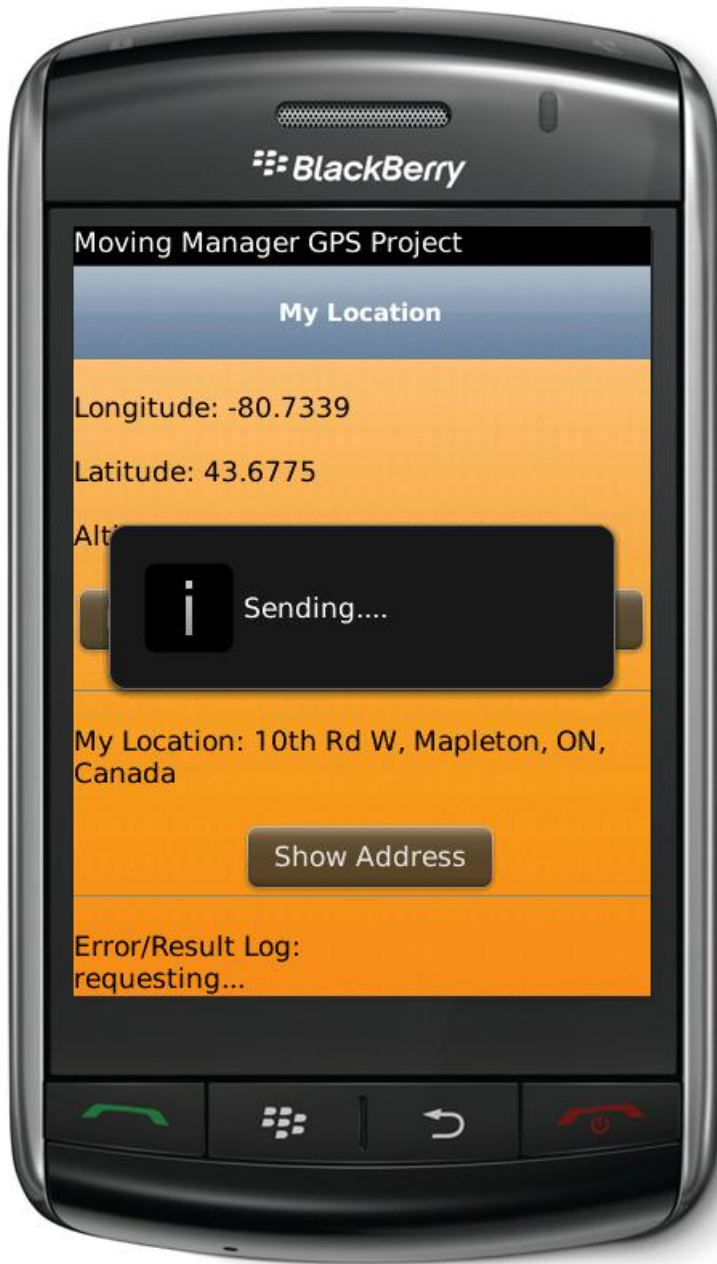 BlackBerry
Moving Manager GPS Project
My Location
Longitude: -80.7339
Latitude: 43.6775
i
Sending....
My Location: 10th Rd W, Mapleton, ON,
Canada
Show Address
Error/Result Log:
requesting...